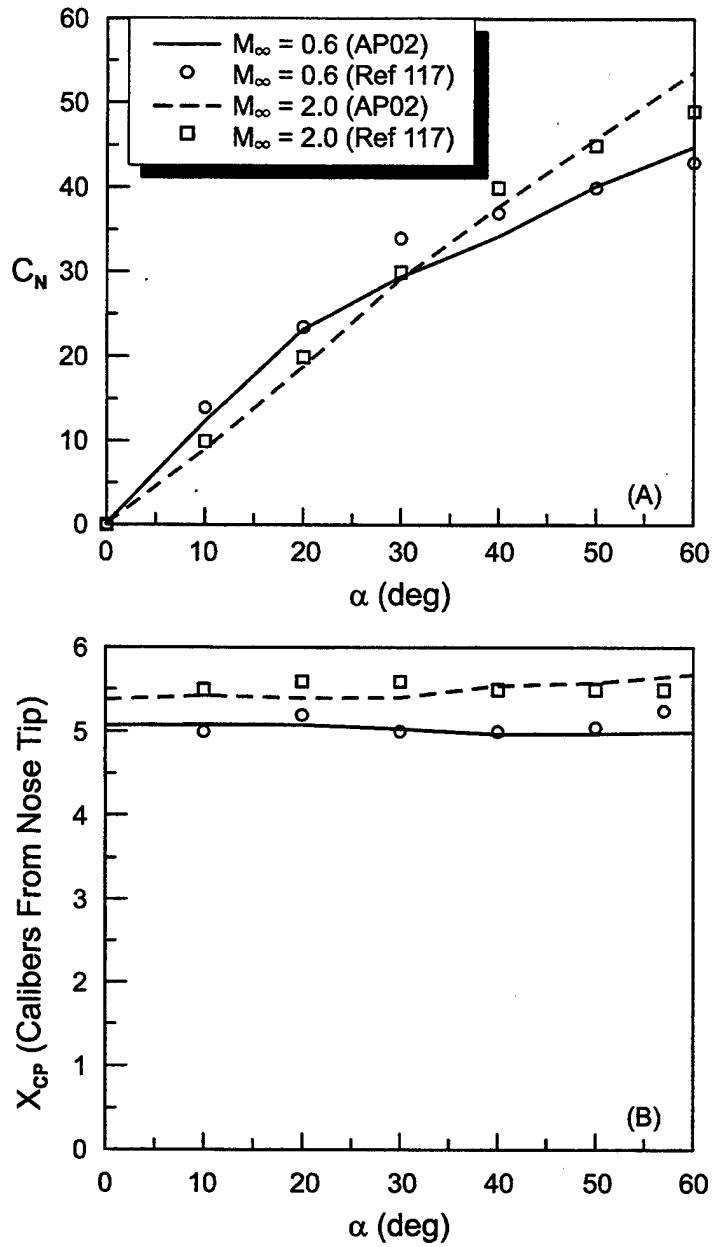 M∞ = 0.6 (AP02)
M∞ = 0.6 (Ref 117)
M∞ = 2.0 (AP02)
M∞ = 2.0 (Ref 117)
60
50
40
30
20
10
0
C_N
(A)
0 10 20 30 40 50 60
α (deg)
6
5
4
3
2
1
0
X_CP (Calibers From Nose Tip)
(B)
0 10 20 30 40 50 60
α (deg)